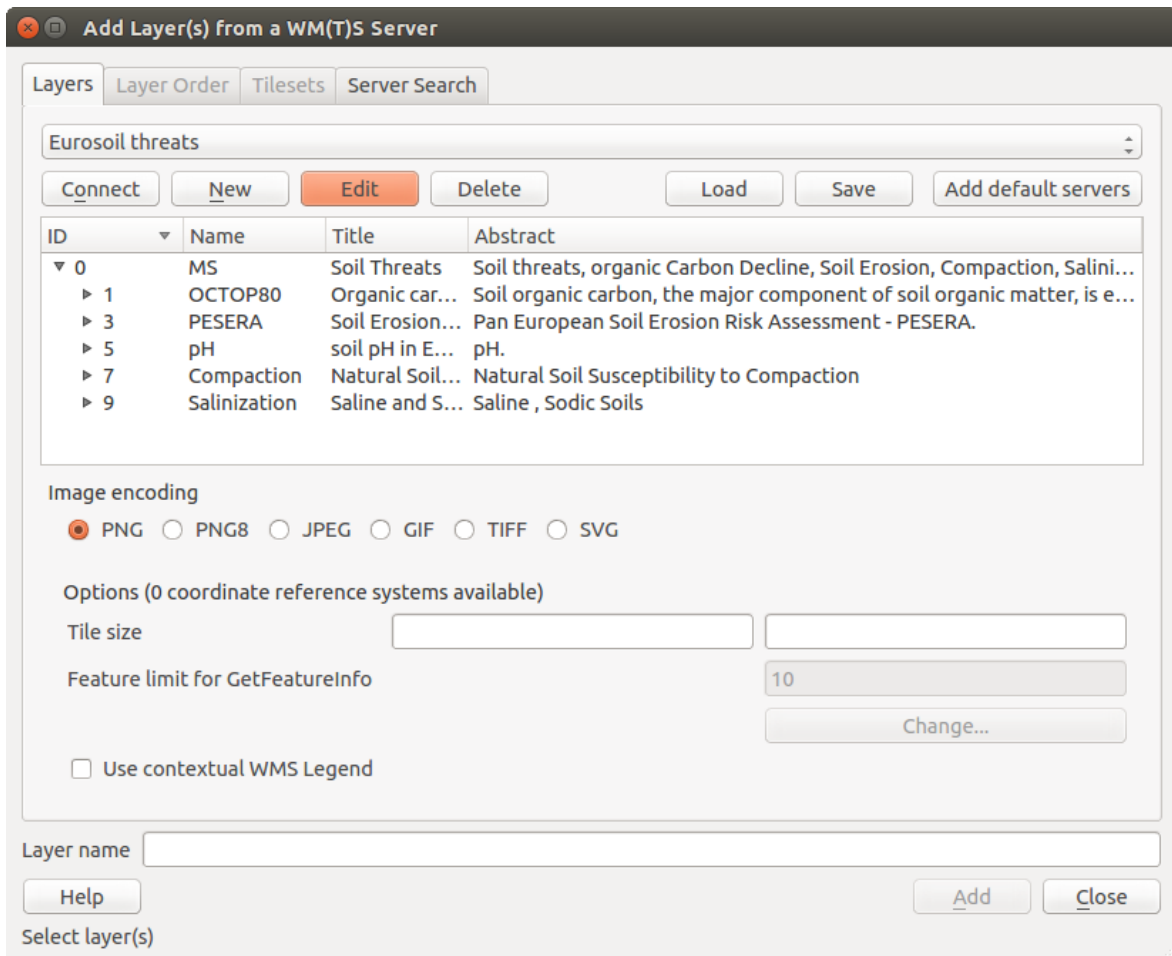 Add Layer(s) from a WM(T)S Server
Layers Layer Order Tilesets Server Search
Eurosoil threats
Connect New Edit Delete Load Save Add default servers
ID Name Title Abstract
0 MS Soil Threats Soil threats, organic Carbon Decline, Soil Erosion, Compaction, Salini...
1 OCTOP80 Organic car... Soil organic carbon, the major component of soil organic matter, is e...
3 PESERA Soil Erosion... Pan European Soil Erosion Risk Assessment - PESERA.
5 pH soil pH in E... pH.
7 Compaction Natural Soil... Natural Soil Susceptibility to Compaction
9 Salinization Saline and S... Saline , Sodic Soils
Image encoding
PNG PNG8 JPEG GIF TIFF SVG
Options (0 coordinate reference systems available)
Tile size
Feature limit for GetFeatureInfo 10
Change...
Use contextual WMS Legend
Layer name
Help Add Close
Select layer(s)